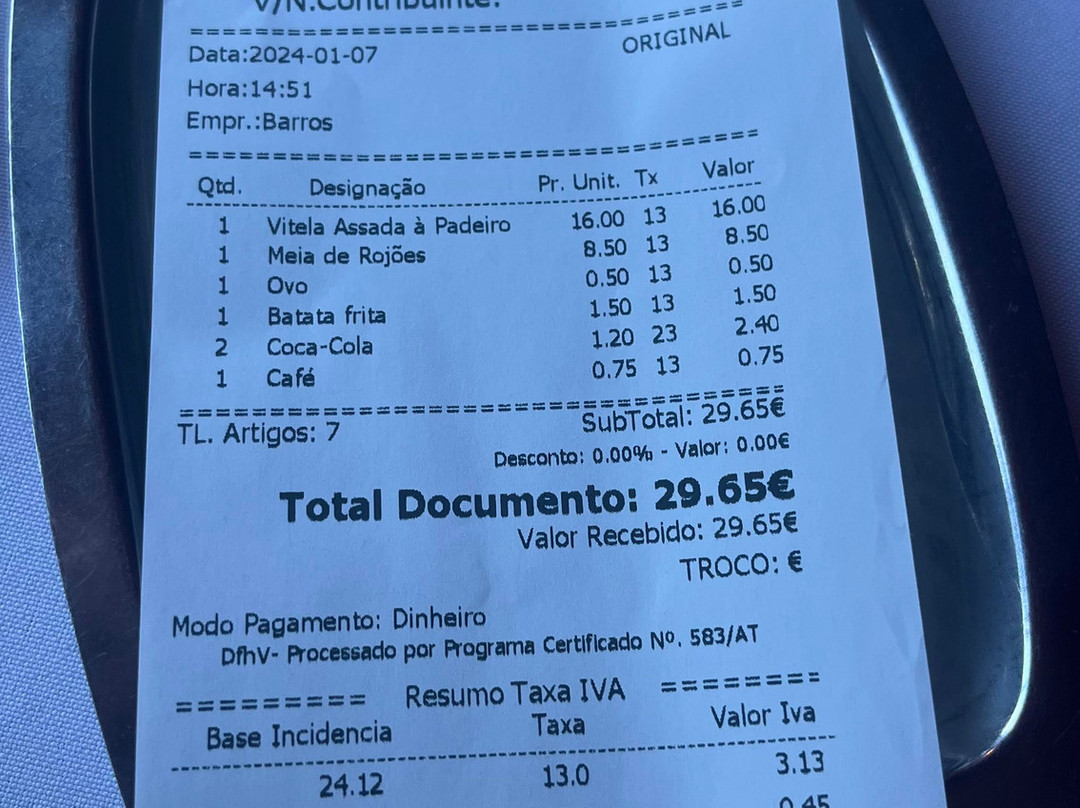 V/N.Contribuinte:
=============================================
Data:2024-01-07 ORIGINAL
Hora:14:51
Empr.:Barros
=============================================
Qtd. Designação Pr. Unit. Tx Valor
1 Vitela Assada à Padeiro 16.00 13 16.00
1 Meia de Rojões 8.50 13 8.50
1 Ovo 0.50 13 0.50
1 Batata frita 1.50 13 1.50
2 Coca-Cola 1.20 23 2.40
1 Café 0.75 13 0.75
=============================================
TL. Artigos: 7 SubTotal: 29.65€
Desconto: 0.00% - Valor: 0.00€
Total Documento: 29.65€
Valor Recebido: 29.65€
TROCO: €
Modo Pagamento: Dinheiro
DfhV- Processado por Programa Certificado Nº. 583/AT
========= Resumo Taxa IVA ========
Base Incidencia Taxa Valor Iva
24.12 13.0 3.13
0.45